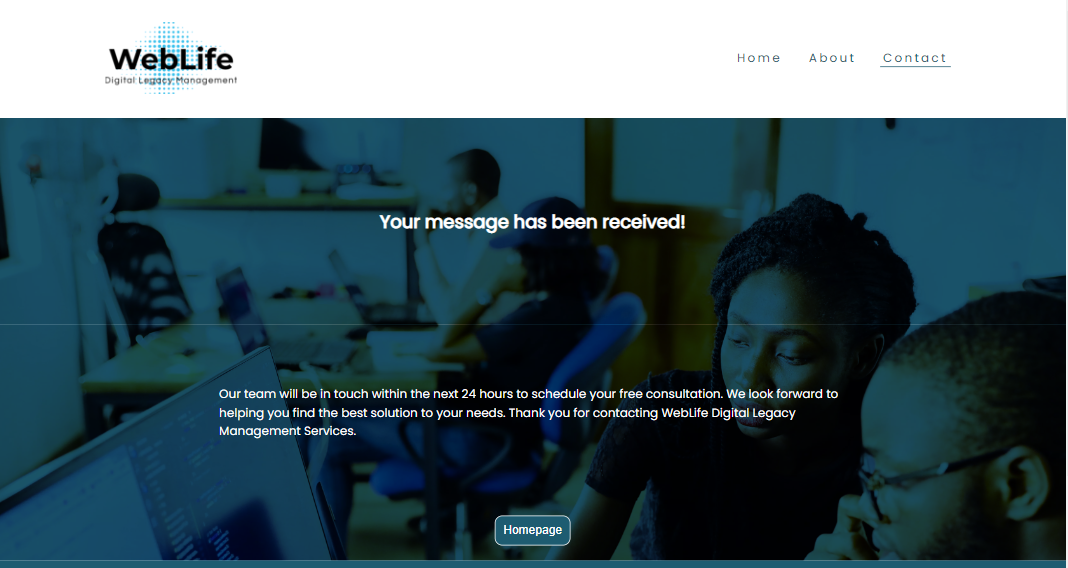 WebLife
Digital Legacy Management
Home About Contact
Your message has been received!
Our team will be in touch within the next 24 hours to schedule your free consultation. We look forward to
helping you find the best solution to your needs. Thank you for contacting WebLife Digital Legacy
Management Services.
Homepage